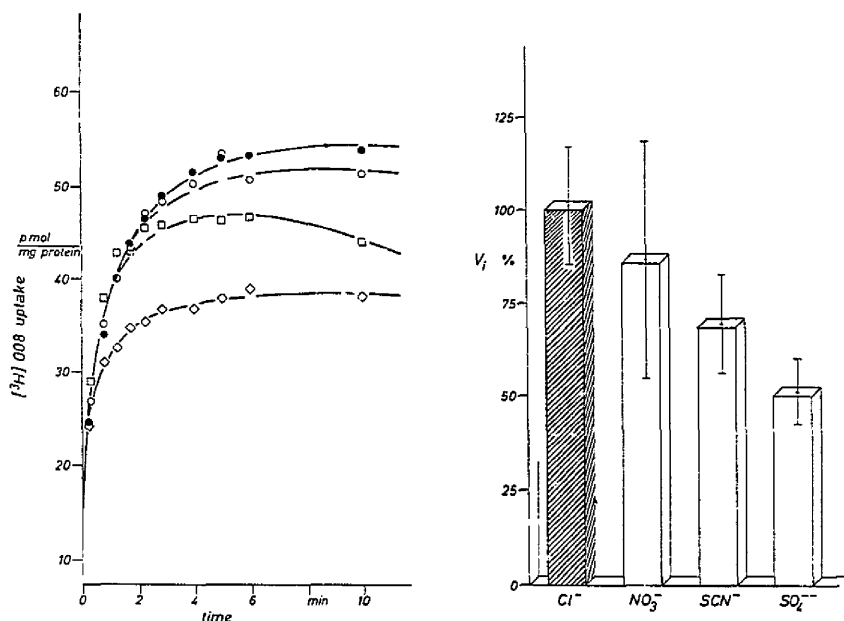 60
50
pmol
mg protein
40
30
20
10
[³H] 008 uptake
0 2 4 6 min 10
time
125
100
V_i %
75
50
25
0
Cl⁻ NO₃⁻ SCN⁻ SO₄⁻⁻